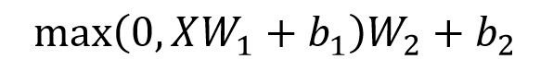 max(0, XW₁ + b₁)W₂ + b₂